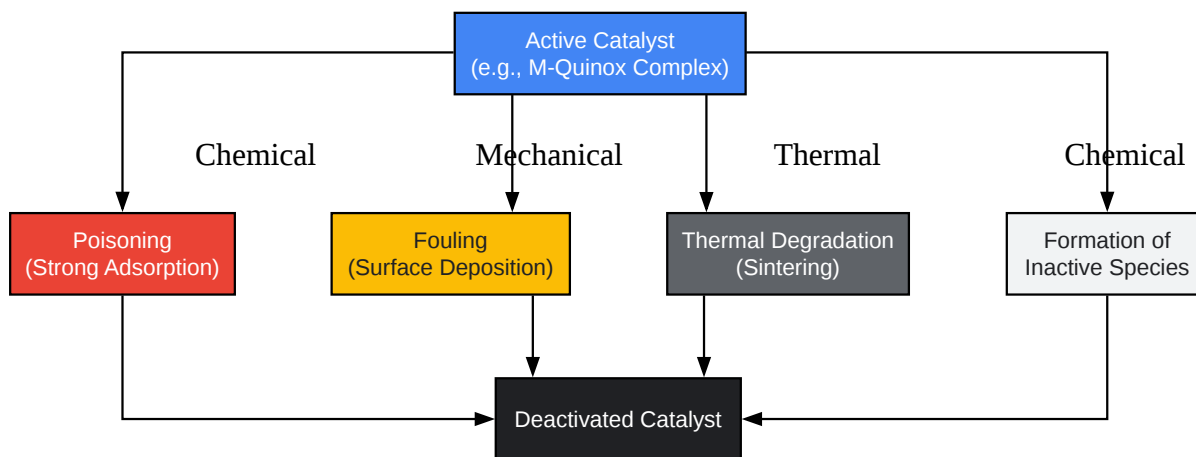 Active Catalyst
(e.g., M-Quinox Complex)
Chemical
Mechanical
Thermal
Chemical
Poisoning
(Strong Adsorption)
Fouling
(Surface Deposition)
Thermal Degradation
(Sintering)
Formation of
Inactive Species
Deactivated Catalyst